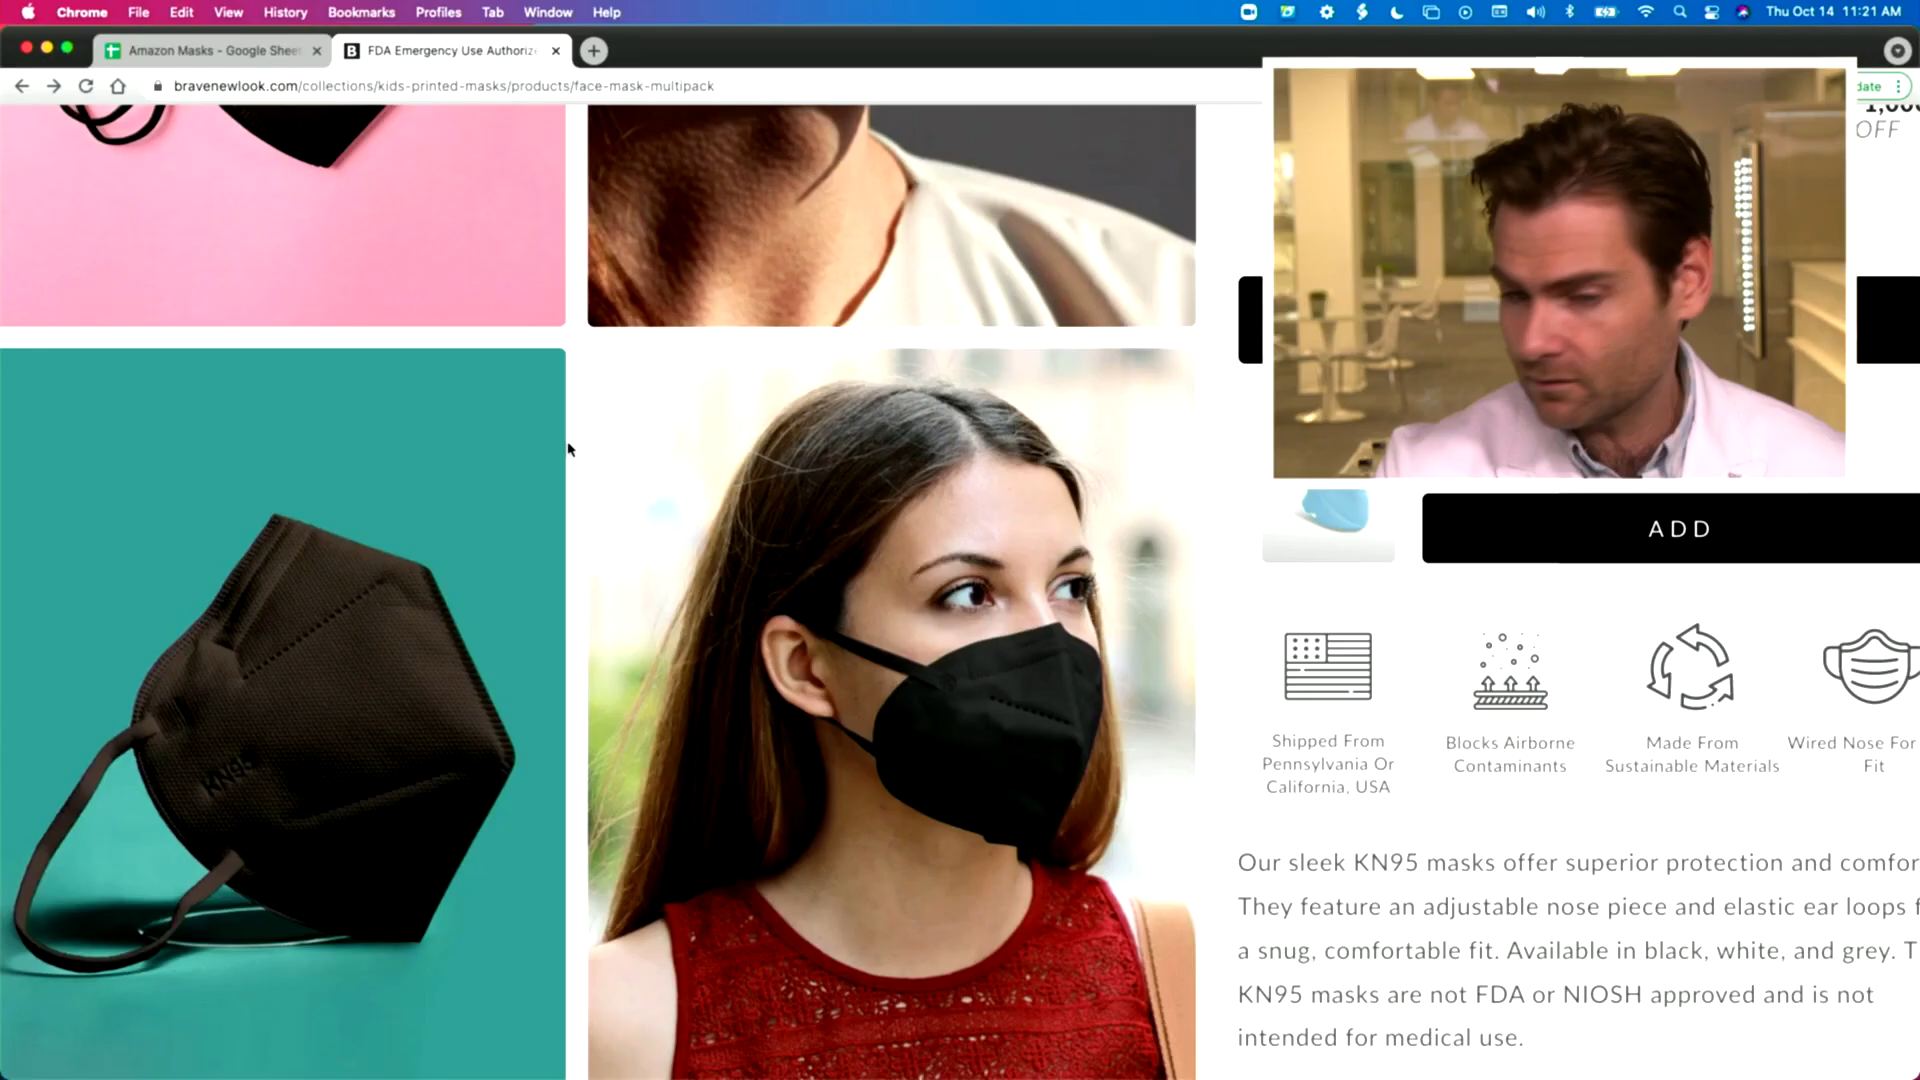 Chrome File Edit View History Bookmarks Profiles Tab Window Help Thu Oct 14 11:21 AM
Amazon Masks - Google Shee
FDA Emergency Use Authoriz
bravenewlook.com/collections/kids-printed-masks/products/face-mask-multipack
date
OFF
KN95
ADD
Shipped From
Pennsylvania Or
California, USA
Blocks Airborne
Contaminants
Made From
Sustainable Materials
Wired Nose For
Fit
Our sleek KN95 masks offer superior protection and comfor
They feature an adjustable nose piece and elastic ear loops f
a snug, comfortable fit. Available in black, white, and grey. T
KN95 masks are not FDA or NIOSH approved and is not
intended for medical use.